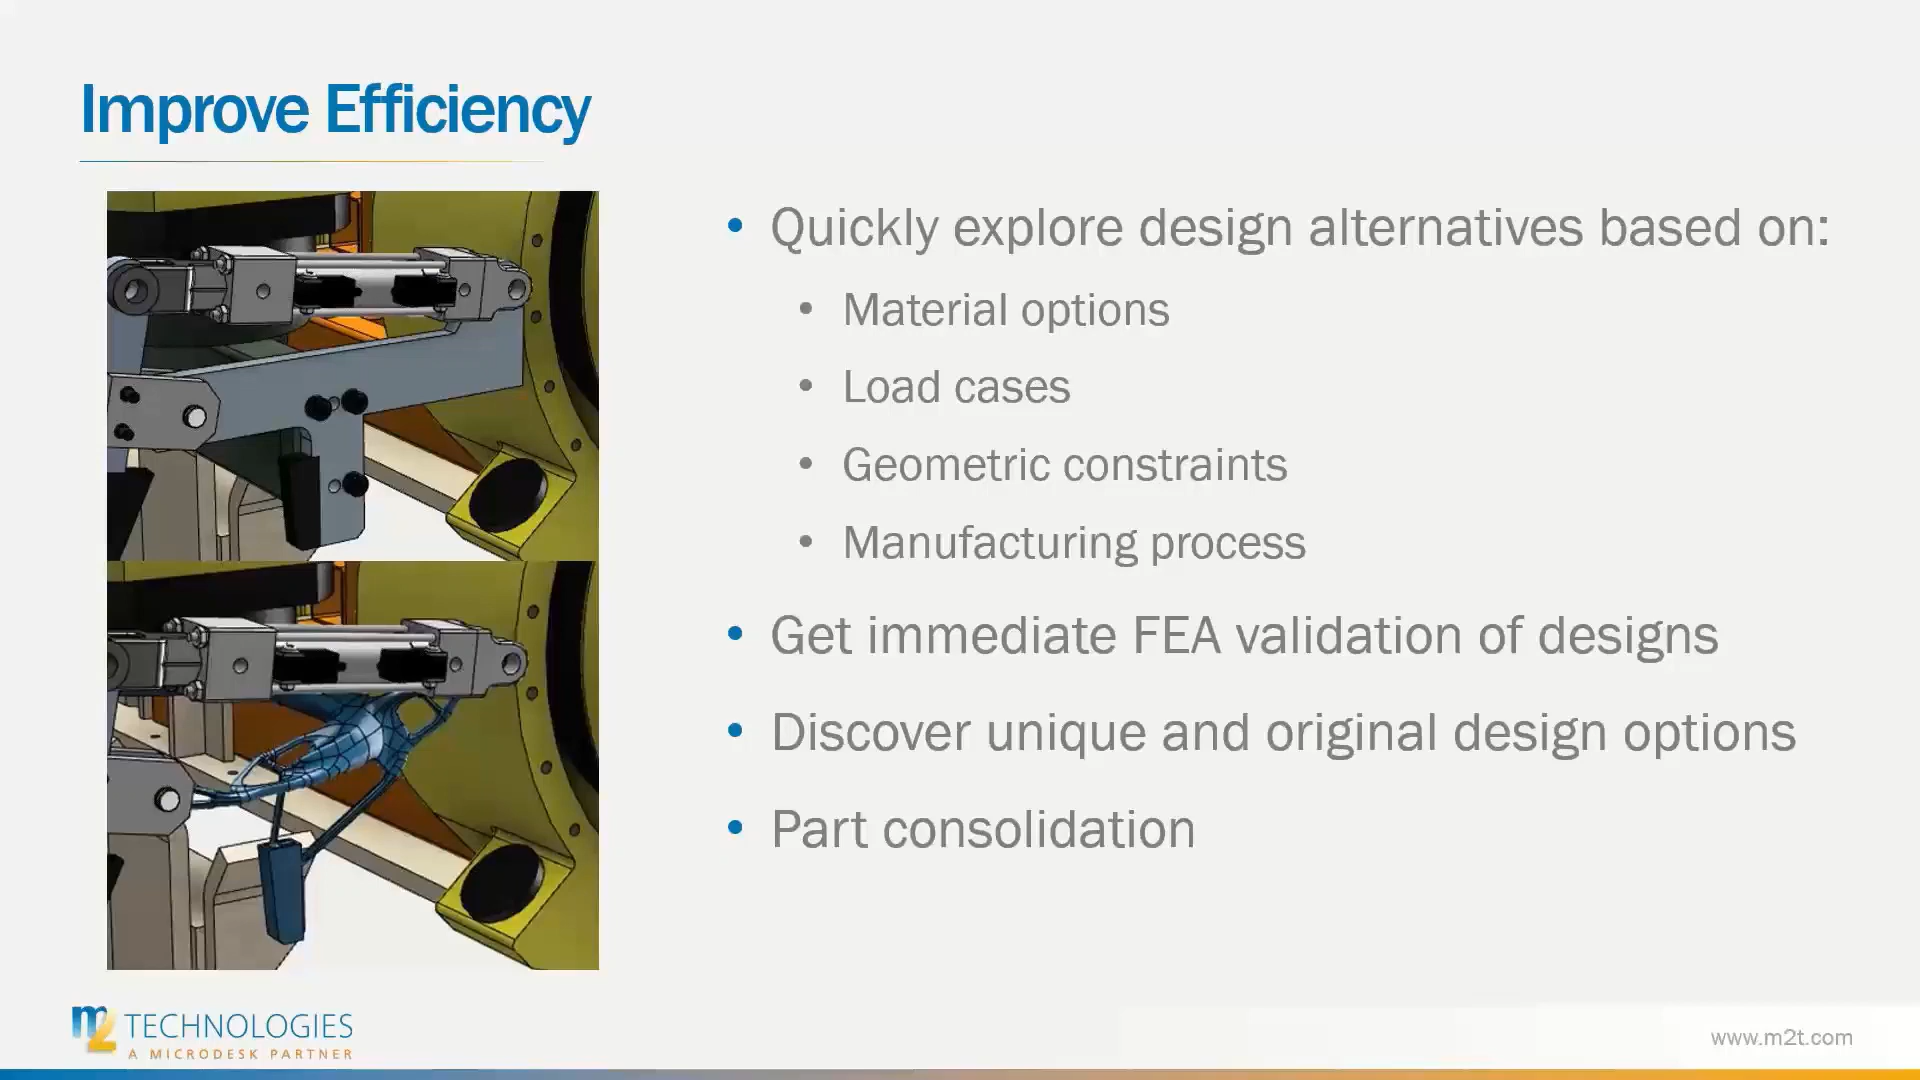 Improve Efficiency
• Quickly explore design alternatives based on:
• Material options
• Load cases
• Geometric constraints
• Manufacturing process
• Get immediate FEA validation of designs
• Discover unique and original design options
• Part consolidation
m2 TECHNOLOGIES
A MICRODESK PARTNER
www.m2t.com